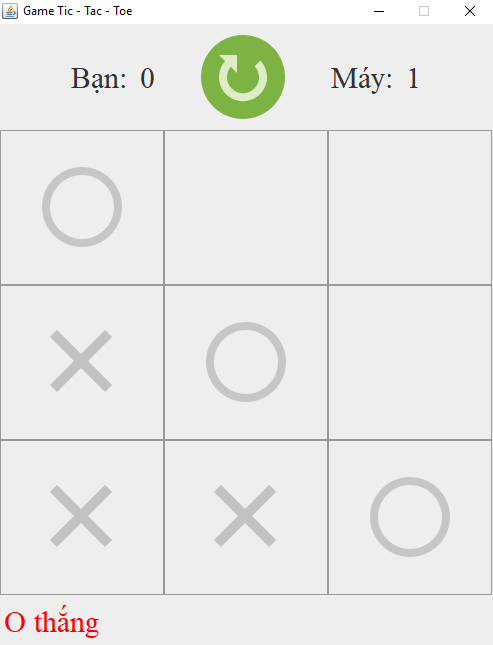 Game Tic - Tac - Toe
Bạn: 0 Máy: 1
O thắng